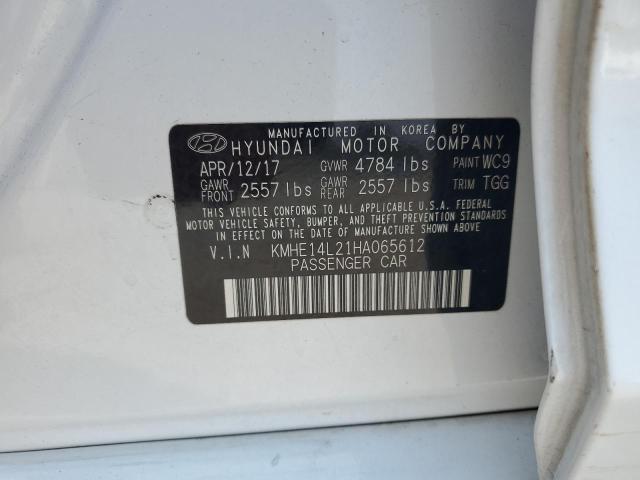 MANUFACTURED IN KOREA BY
HYUNDAI MOTOR COMPANY
APR/12/17 GVWR 4784 lbs PAINT WC9
GAWR FRONT 2557 lbs GAWR REAR 2557 lbs TRIM TGG
THIS VEHICLE CONFORMS TO ALL APPLICABLE U.S.A. FEDERAL
MOTOR VEHICLE SAFETY, BUMPER, AND THEFT PREVENTION STANDARDS
IN EFFECT ON THE DATE OF MANUFACTURE SHOWN ABOVE.
V.I.N KMHE14L21HA065612
PASSENGER CAR